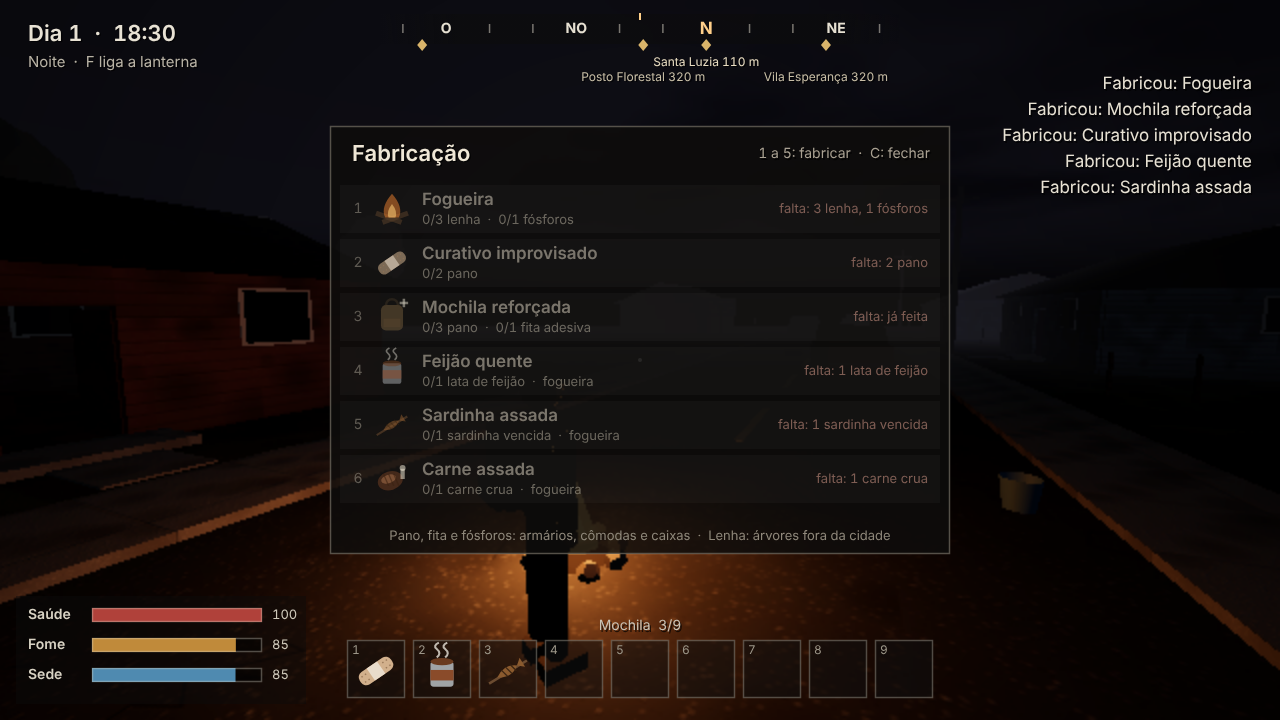 Dia 1 · 18:30
Noite · F liga a lanterna
O NO N NE
Santa Luzia 110 m
Posto Florestal 320 m Vila Esperança 320 m
Fabricou: Fogueira
Fabricou: Mochila reforçada
Fabricou: Curativo improvisado
Fabricou: Feijão quente
Fabricou: Sardinha assada
Fabricação
1 a 5: fabricar · C: fechar
1 Fogueira
0/3 lenha · 0/1 fósforos
falta: 3 lenha, 1 fósforos
2 Curativo improvisado
0/2 pano
falta: 2 pano
3 Mochila reforçada
0/3 pano · 0/1 fita adesiva
falta: já feita
4 Feijão quente
0/1 lata de feijão · fogueira
falta: 1 lata de feijão
5 Sardinha assada
0/1 sardinha vencida · fogueira
falta: 1 sardinha vencida
6 Carne assada
0/1 carne crua · fogueira
falta: 1 carne crua
Pano, fita e fósforos: armários, cômodas e caixas · Lenha: árvores fora da cidade
Saúde 100
Fome 85
Sede 85
Mochila 3/9
1 2 3 4 5 6 7 8 9